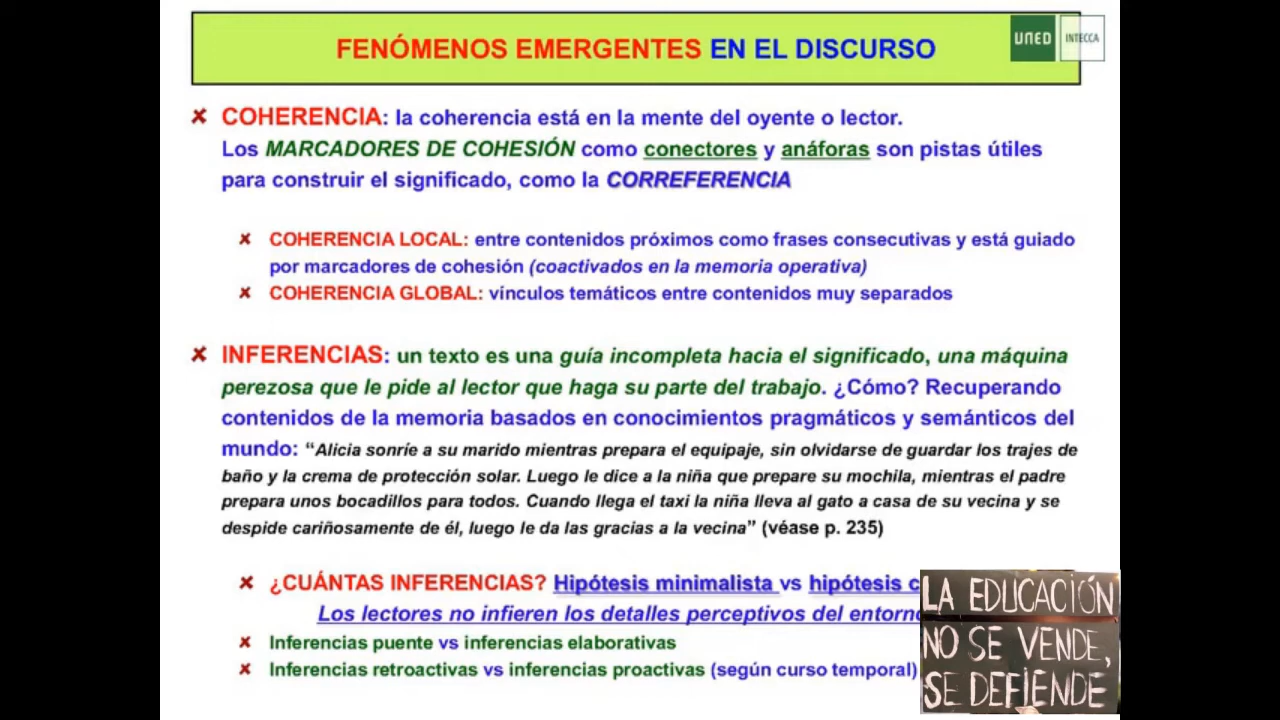 FENÓMENOS EMERGENTES EN EL DISCURSO
UNED INTECCA
COHERENCIA: la coherencia está en la mente del oyente o lector.
Los MARCADORES DE COHESIÓN como conectores y anáforas son pistas útiles
para construir el significado, como la CORREFERENCIA
COHERENCIA LOCAL: entre contenidos próximos como frases consecutivas y está guiado
por marcadores de cohesión (coactivados en la memoria operativa)
COHERENCIA GLOBAL: vínculos temáticos entre contenidos muy separados
INFERENCIAS: un texto es una guía incompleta hacia el significado, una máquina
perezosa que le pide al lector que haga su parte del trabajo. ¿Cómo? Recuperando
contenidos de la memoria basados en conocimientos pragmáticos y semánticos del
mundo: “Alicia sonríe a su marido mientras prepara el equipaje, sin olvidarse de guardar los trajes de
baño y la crema de protección solar. Luego le dice a la niña que prepare su mochila, mientras el padre
prepara unos bocadillos para todos. Cuando llega el taxi la niña lleva al gato a casa de su vecina y se
despide cariñosamente de él, luego le da las gracias a la vecina” (véase p. 235)
¿CUÁNTAS INFERENCIAS? Hipótesis minimalista vs hipótesis
Los lectores no infieren los detalles perceptivos del entorno
Inferencias puente vs inferencias elaborativas
Inferencias retroactivas vs inferencias proactivas (según curso temporal)
LA EDUCACIÓN
NO SE VENDE,
SE DEFIENDE